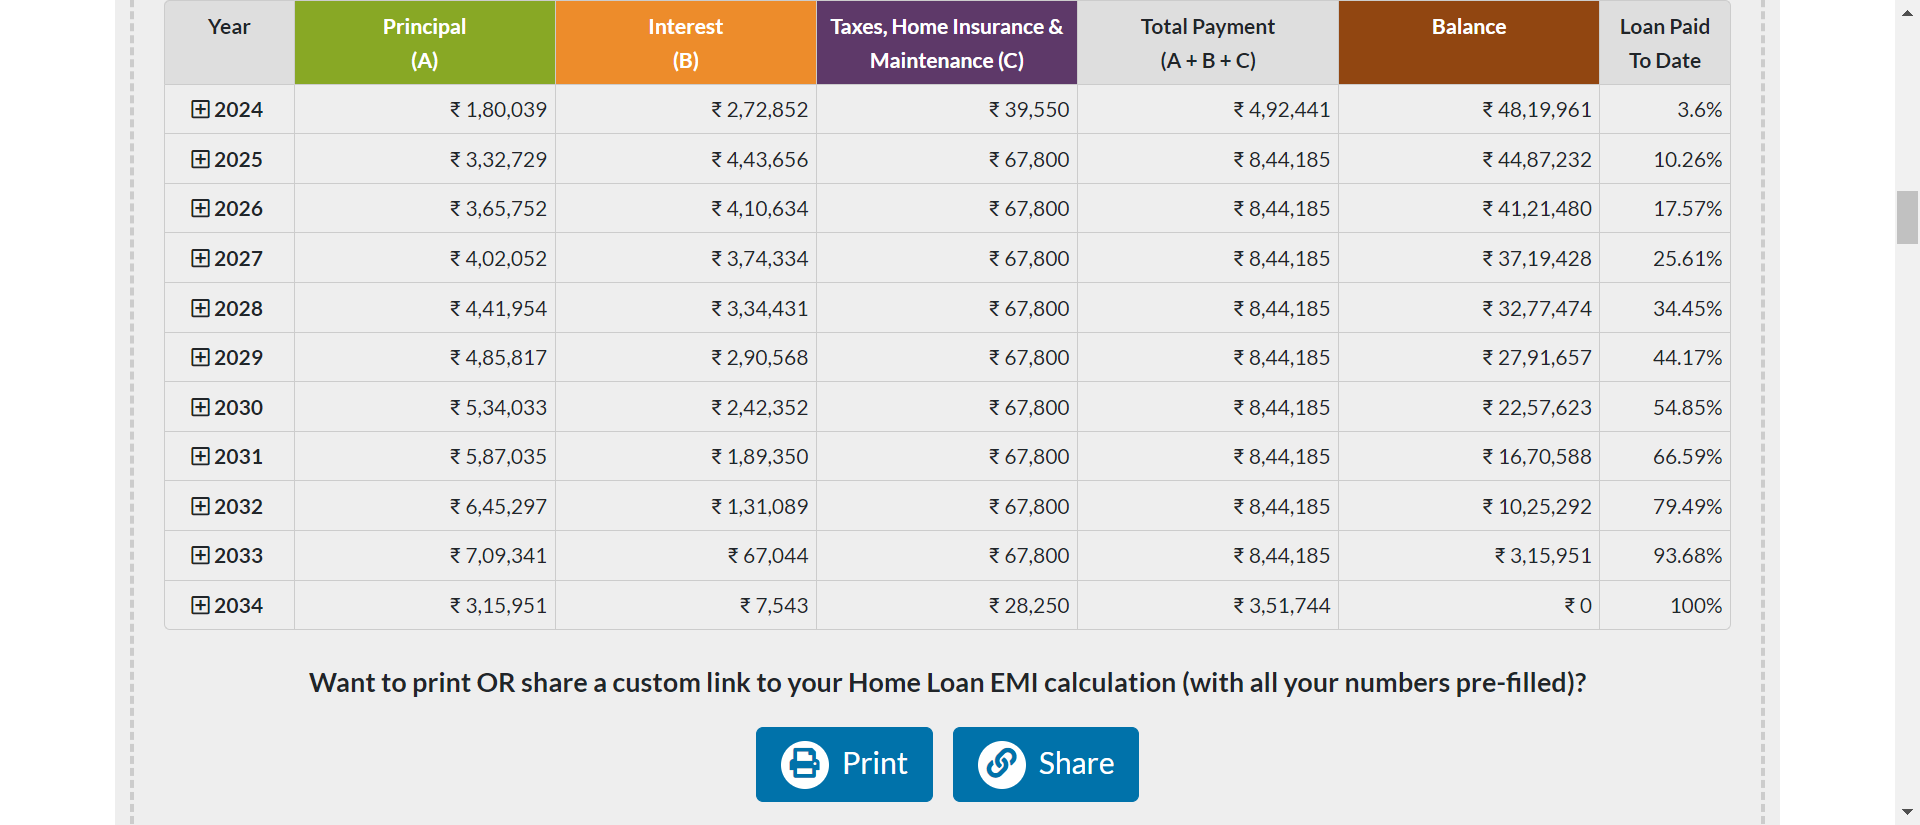 Year Principal (A) Interest (B) Taxes, Home Insurance & Maintenance (C) Total Payment (A + B + C) Balance Loan Paid To Date
2024 ₹ 1,80,039 ₹ 2,72,852 ₹ 39,550 ₹ 4,92,441 ₹ 48,19,961 3.6%
2025 ₹ 3,32,729 ₹ 4,43,656 ₹ 67,800 ₹ 8,44,185 ₹ 44,87,232 10.26%
2026 ₹ 3,65,752 ₹ 4,10,634 ₹ 67,800 ₹ 8,44,185 ₹ 41,21,480 17.57%
2027 ₹ 4,02,052 ₹ 3,74,334 ₹ 67,800 ₹ 8,44,185 ₹ 37,19,428 25.61%
2028 ₹ 4,41,954 ₹ 3,34,431 ₹ 67,800 ₹ 8,44,185 ₹ 32,77,474 34.45%
2029 ₹ 4,85,817 ₹ 2,90,568 ₹ 67,800 ₹ 8,44,185 ₹ 27,91,657 44.17%
2030 ₹ 5,34,033 ₹ 2,42,352 ₹ 67,800 ₹ 8,44,185 ₹ 22,57,623 54.85%
2031 ₹ 5,87,035 ₹ 1,89,350 ₹ 67,800 ₹ 8,44,185 ₹ 16,70,588 66.59%
2032 ₹ 6,45,297 ₹ 1,31,089 ₹ 67,800 ₹ 8,44,185 ₹ 10,25,292 79.49%
2033 ₹ 7,09,341 ₹ 67,044 ₹ 67,800 ₹ 8,44,185 ₹ 3,15,951 93.68%
2034 ₹ 3,15,951 ₹ 7,543 ₹ 28,250 ₹ 3,51,744 ₹ 0 100%
Want to print OR share a custom link to your Home Loan EMI calculation (with all your numbers pre-filled)?
Print Share